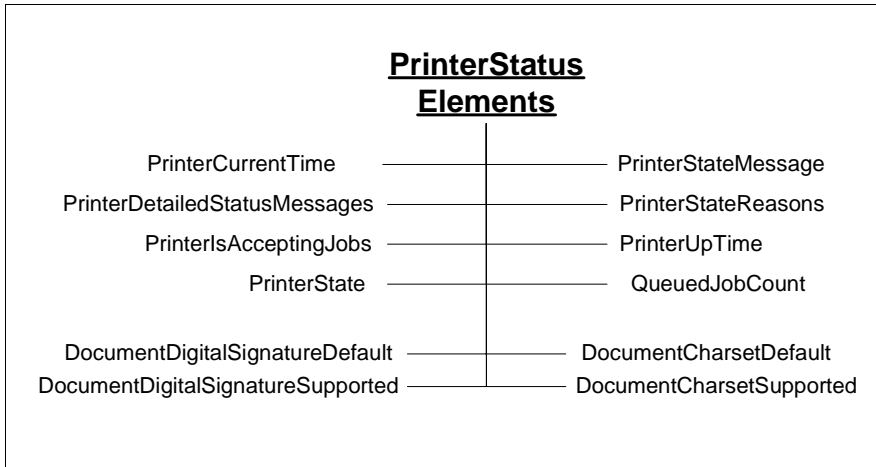 PrinterStatus
Elements
PrinterCurrentTime PrinterStateMessage
PrinterDetailedStatusMessages PrinterStateReasons
PrinterIsAcceptingJobs PrinterUpTime
PrinterState QueuedJobCount
DocumentDigitalSignatureDefault DocumentCharsetDefault
DocumentDigitalSignatureSupported DocumentCharsetSupported